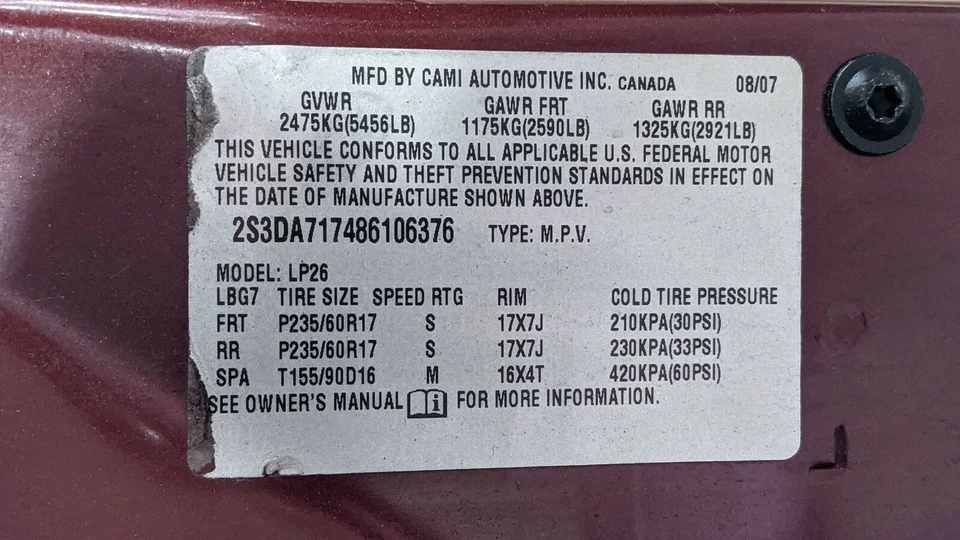 MFD BY CAMI AUTOMOTIVE INC. CANADA 08/07
GVWR GAWR FRT GAWR RR
2475KG(5456LB) 1175KG(2590LB) 1325KG(2921LB)
THIS VEHICLE CONFORMS TO ALL APPLICABLE U.S. FEDERAL MOTOR
VEHICLE SAFETY AND THEFT PREVENTION STANDARDS IN EFFECT ON
THE DATE OF MANUFACTURE SHOWN ABOVE.
2S3DA717486106376 TYPE: M.P.V.
MODEL: LP26
LBG7 TIRE SIZE SPEED RTG RIM COLD TIRE PRESSURE
FRT P235/60R17 S 17X7J 210KPA(30PSI)
RR P235/60R17 S 17X7J 230KPA(33PSI)
SPA T155/90D16 M 16X4T 420KPA(60PSI)
SEE OWNER'S MANUAL i FOR MORE INFORMATION.